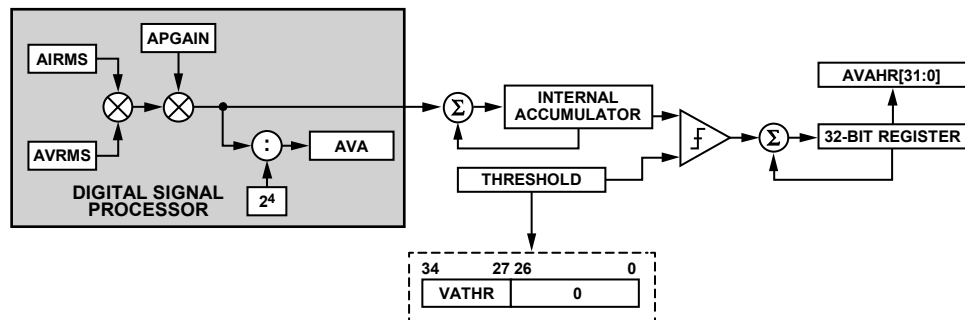 AIRMS
APGAIN
AVRMS
:
AVA
2⁴
DIGITAL SIGNAL
PROCESSOR
Σ
INTERNAL
ACCUMULATOR
THRESHOLD
Σ
AVAHR[31:0]
32-BIT REGISTER
34 27 26 0
VATHR 0